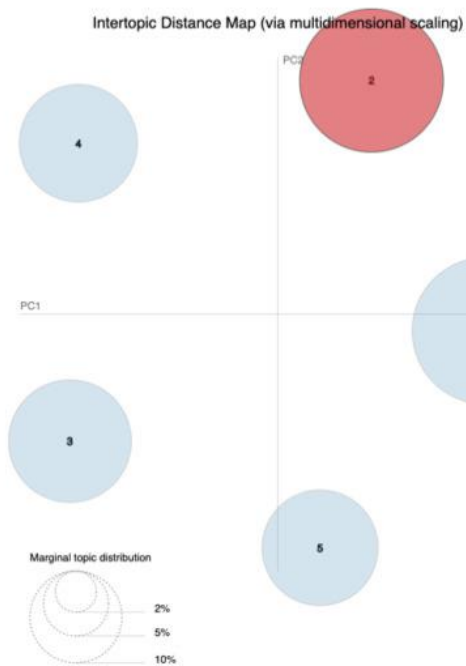 Intertopic Distance Map (via multidimensional scaling)
PC2
2
4
PC1
3
5
Marginal topic distribution
2%
5%
10%